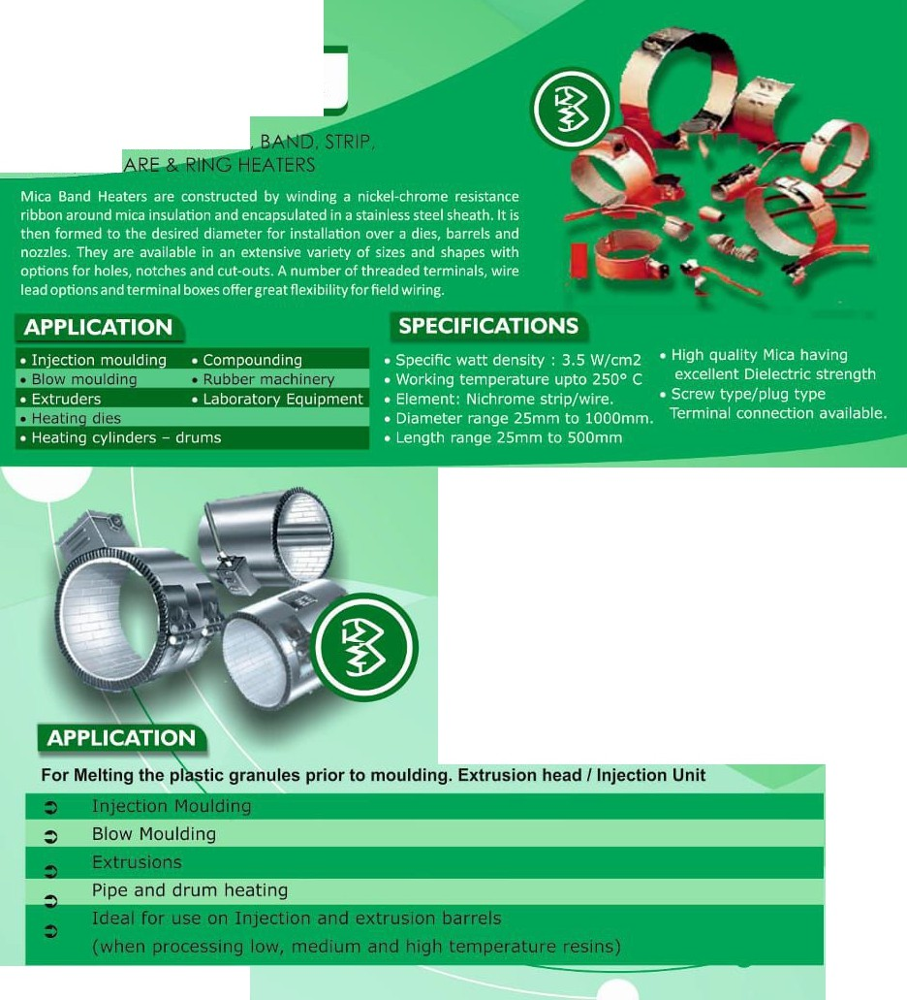 , BAND, STRIP,
ARE & RING HEATERS
Mica Band Heaters are constructed by winding a nickel-chrome resistance
ribbon around mica insulation and encapsulated in a stainless steel sheath. It is
then formed to the desired diameter for installation over a dies, barrels and
nozzles. They are available in an extensive variety of sizes and shapes with
options for holes, notches and cut-outs. A number of threaded terminals, wire
lead options and terminal boxes offer great flexibility for field wiring.
APPLICATION
• Injection moulding
• Blow moulding
• Extruders
• Heating dies
• Heating cylinders – drums
• Compounding
• Rubber machinery
• Laboratory Equipment
SPECIFICATIONS
• Specific watt density : 3.5 W/cm2
• Working temperature upto 250° C
• Element: Nichrome strip/wire.
• Diameter range 25mm to 1000mm.
• Length range 25mm to 500mm
• High quality Mica having
excellent Dielectric strength
• Screw type/plug type
Terminal connection available.
APPLICATION
For Melting the plastic granules prior to moulding. Extrusion head / Injection Unit
➲ Injection Moulding
➲ Blow Moulding
➲ Extrusions
➲ Pipe and drum heating
➲ Ideal for use on Injection and extrusion barrels
(when processing low, medium and high temperature resins)